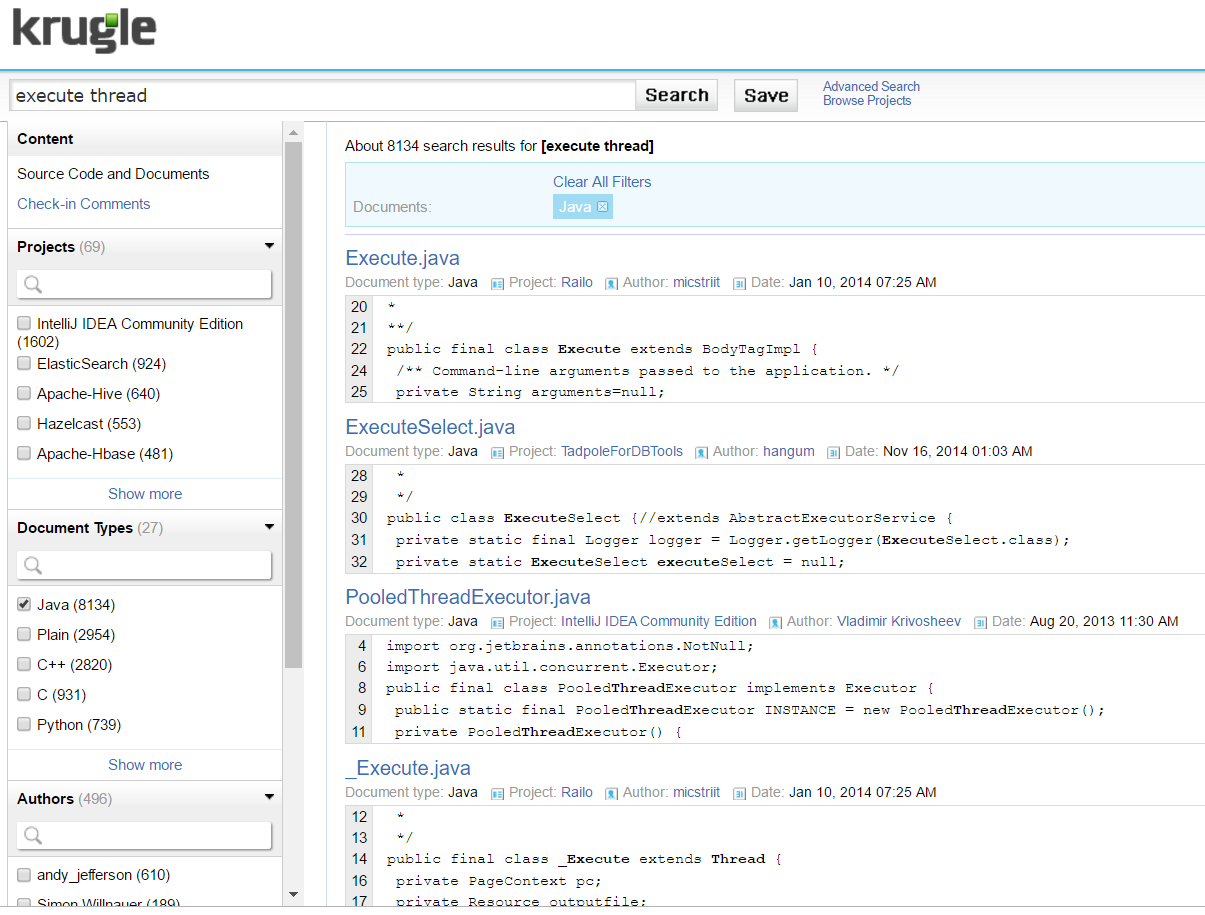 krugle
execute thread
Search
Save
Advanced Search
Browse Projects
Content
Source Code and Documents
Check-in Comments
Projects (69)
IntelliJ IDEA Community Edition
(1602)
ElasticSearch (924)
Apache-Hive (640)
Hazelcast (553)
Apache-Hbase (481)
Show more
Document Types (27)
Java (8134)
Plain (2954)
C++ (2820)
C (931)
Python (739)
Show more
Authors (496)
andy_jefferson (610)
Simon Willnauer (189)
About 8134 search results for [execute thread]
Clear All Filters
Documents: Java
Execute.java
Document type: Java Project: Railo Author: micstriit Date: Jan 10, 2014 07:25 AM
20 *
21 **/
22 public final class Execute extends BodyTagImpl {
24 /** Command-line arguments passed to the application. */
25 private String arguments=null;
ExecuteSelect.java
Document type: Java Project: TadpoleForDBTools Author: hangum Date: Nov 16, 2014 01:03 AM
28 *
29 */
30 public class ExecuteSelect {//extends AbstractExecutorService {
31 private static final Logger logger = Logger.getLogger(ExecuteSelect.class);
32 private static ExecuteSelect executeSelect = null;
PooledThreadExecutor.java
Document type: Java Project: IntelliJ IDEA Community Edition Author: Vladimir Krivosheev Date: Aug 20, 2013 11:30 AM
4 import org.jetbrains.annotations.NotNull;
6 import java.util.concurrent.Executor;
8 public final class PooledThreadExecutor implements Executor {
9 public static final PooledThreadExecutor INSTANCE = new PooledThreadExecutor();
11 private PooledThreadExecutor() {
_Execute.java
Document type: Java Project: Railo Author: micstriit Date: Jan 10, 2014 07:25 AM
12 *
13 */
14 public final class _Execute extends Thread {
16 private PageContext pc;
17 private Resource outputfile;